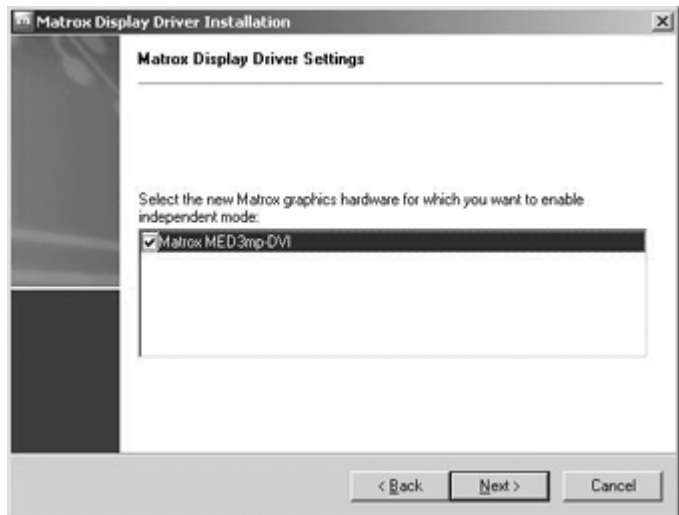 Matrox Display Driver Installation
Matrox Display Driver Settings
Select the new Matrox graphics hardware for which you want to enable
independent mode:
Matrox MED3mp-DVI
< Back
Next >
Cancel